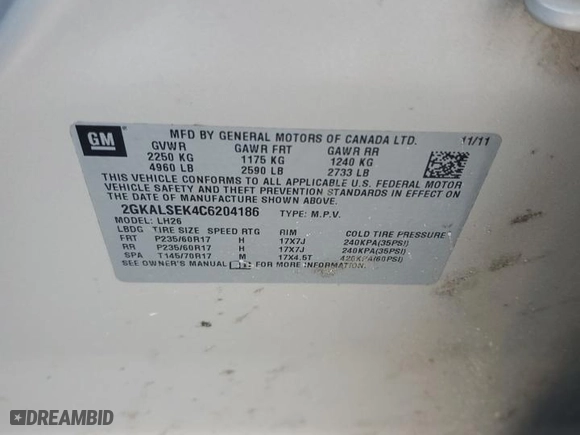 GM
MFD BY GENERAL MOTORS OF CANADA LTD. 11/11
GVWR GAWR FRT GAWR RR
2250 KG 1175 KG 1240 KG
4960 LB 2590 LB 2733 LB
THIS VEHICLE CONFORMS TO ALL APPLICABLE U.S. FEDERAL MOTOR
VEHICLE SAFETY AND THEFT PREVENTION STANDARDS IN EFFECT ON
THE DATE OF MANUFACTURE SHOWN ABOVE.
2GKALSEK4C6204186 TYPE: M.P.V.
MODEL: LH26
LBDG TIRE SIZE SPEED RTG RIM COLD TIRE PRESSURE
FRT P235/60R17 H 17X7J 240KPA(35PSI)
RR P235/60R17 H 17X7J 240KPA(35PSI)
SPA T145/70R17 M 17X4.5T 420KPA(60PSI)
SEE OWNER'S MANUAL FOR MORE INFORMATION.
DREAMBID